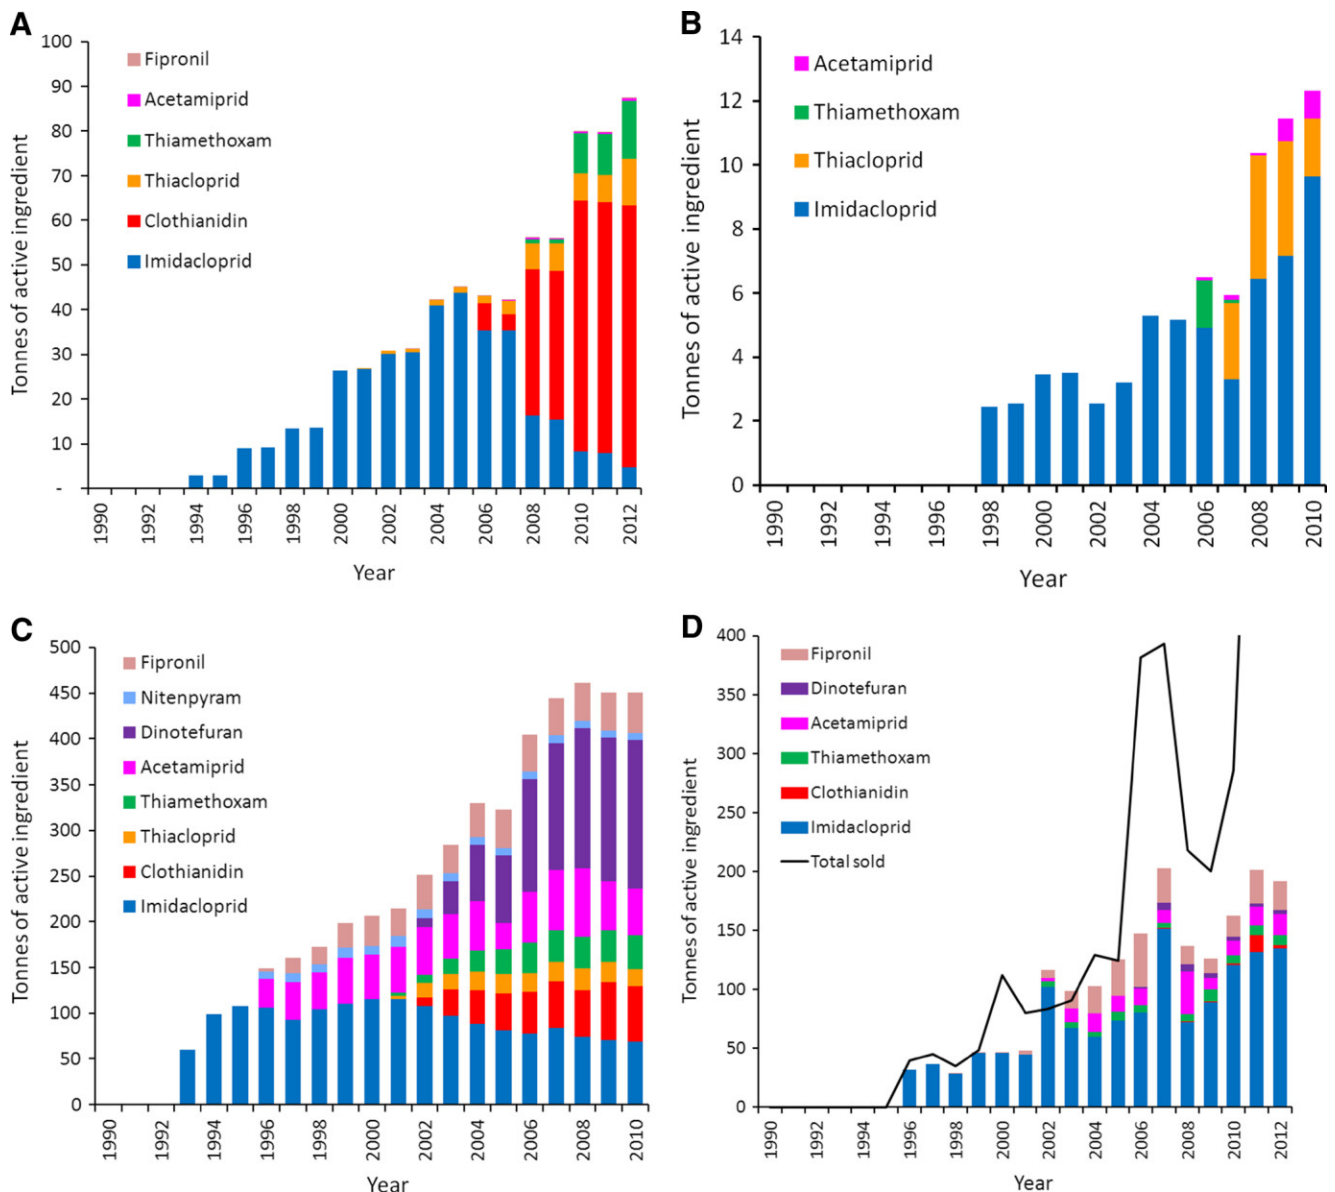 A
Tonnes of active ingredient
100
90
80
70
60
50
40
30
20
10
-
Fipronil
Acetamiprid
Thiamethoxam
Thiacloprid
Clothianidin
Imidacloprid
1990
1992
1994
1996
1998
2000
2002
2004
2006
2008
2010
2012
Year
B
Tonnes of active ingredient
14
12
10
8
6
4
2
0
Acetamiprid
Thiamethoxam
Thiacloprid
Imidacloprid
1990
1992
1994
1996
1998
2000
2002
2004
2006
2008
2010
Year
C
Tonnes of active ingredient
500
450
400
350
300
250
200
150
100
50
0
Fipronil
Nitenpyram
Dinotefuran
Acetamiprid
Thiamethoxam
Thiacloprid
Clothianidin
Imidacloprid
1990
1992
1994
1996
1998
2000
2002
2004
2006
2008
2010
Year
D
Tonnes of active ingredient
400
350
300
250
200
150
100
50
0
Fipronil
Dinotefuran
Acetamiprid
Thiamethoxam
Clothianidin
Imidacloprid
Total sold
1990
1992
1994
1996
1998
2000
2002
2004
2006
2008
2010
2012
Year